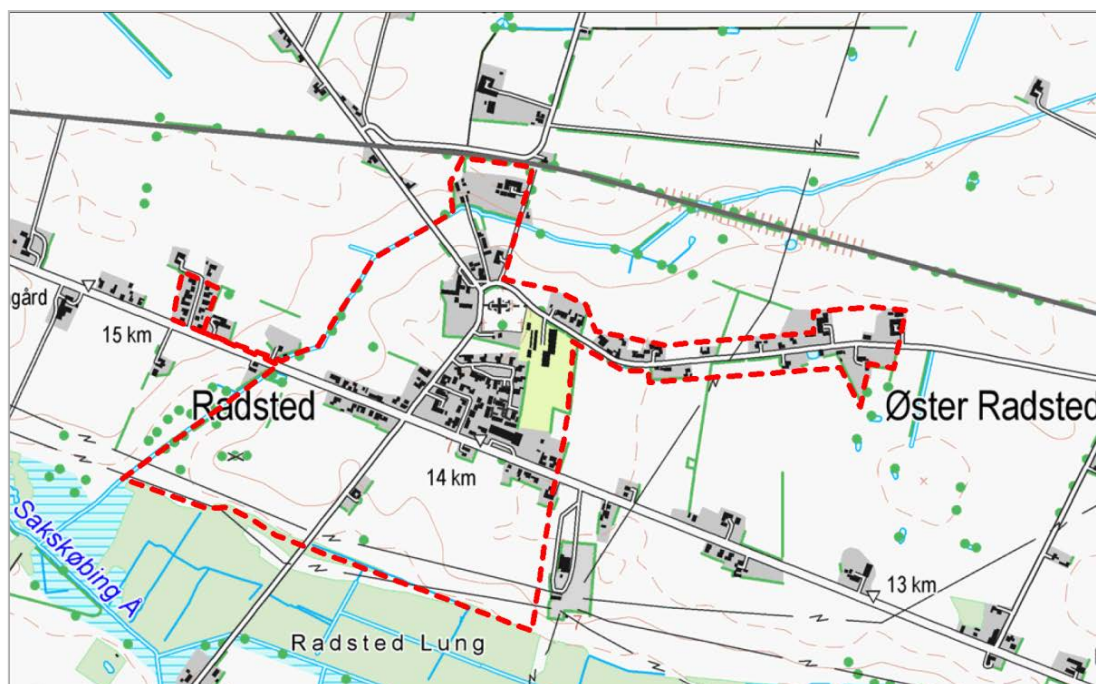 gård
15 km
Radsted
Øster Radsted
14 km
13 km
Sakskøbing Å
Radsted Lung